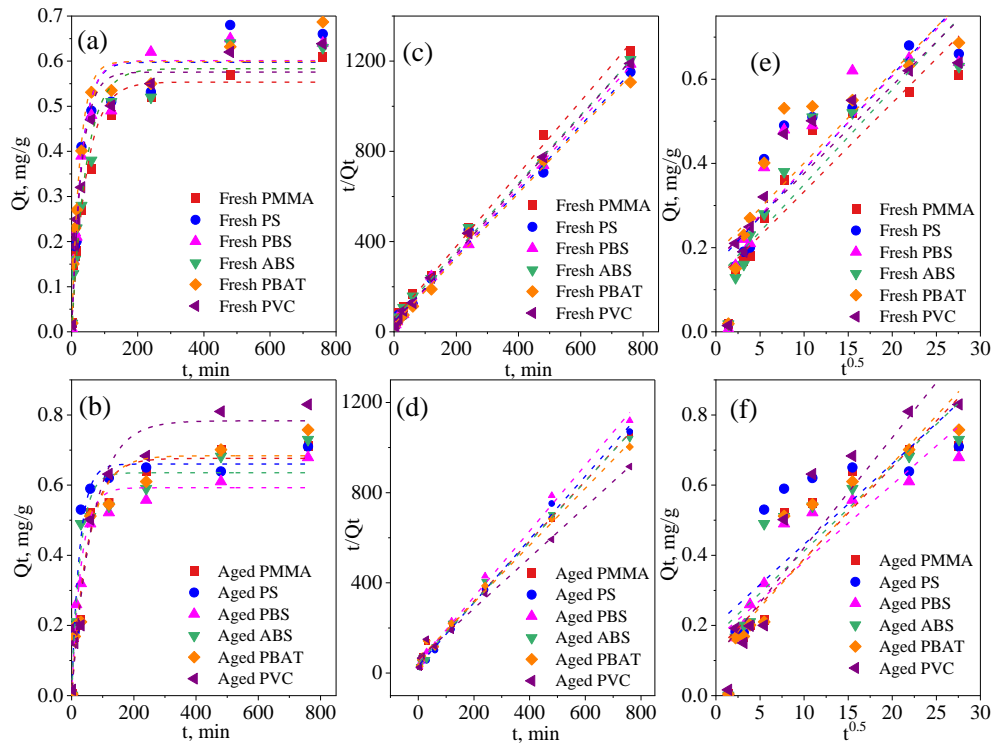 (a)
0.7
0.6
0.5
0.4
0.3
0.2
0.1
0.0
Qt, mg/g
Fresh PMMA
Fresh PS
Fresh PBS
Fresh ABS
Fresh PBAT
Fresh PVC
0 200 400 600 800
t, min
(c)
1200
800
400
0
t/Qt
Fresh PMMA
Fresh PS
Fresh PBS
Fresh ABS
Fresh PBAT
Fresh PVC
0 200 400 600 800
t, min
(e)
0.6
0.4
0.2
0.0
Qt, mg/g
Fresh PMMA
Fresh PS
Fresh PBS
Fresh ABS
Fresh PBAT
Fresh PVC
0 5 10 15 20 25 30
t0.5
(b)
0.8
0.6
0.4
0.2
0.0
Qt, mg/g
Aged PMMA
Aged PS
Aged PBS
Aged ABS
Aged PBAT
Aged PVC
0 200 400 600 800
t, min
(d)
1200
800
400
0
t/Qt
Aged PMMA
Aged PS
Aged PBS
Aged ABS
Aged PBAT
Aged PVC
0 200 400 600 800
t, min
(f)
0.8
0.6
0.4
0.2
0.0
Qt, mg/g
Aged PMMA
Aged PS
Aged PBS
Aged ABS
Aged PBAT
Aged PVC
0 5 10 15 20 25 30
t0.5